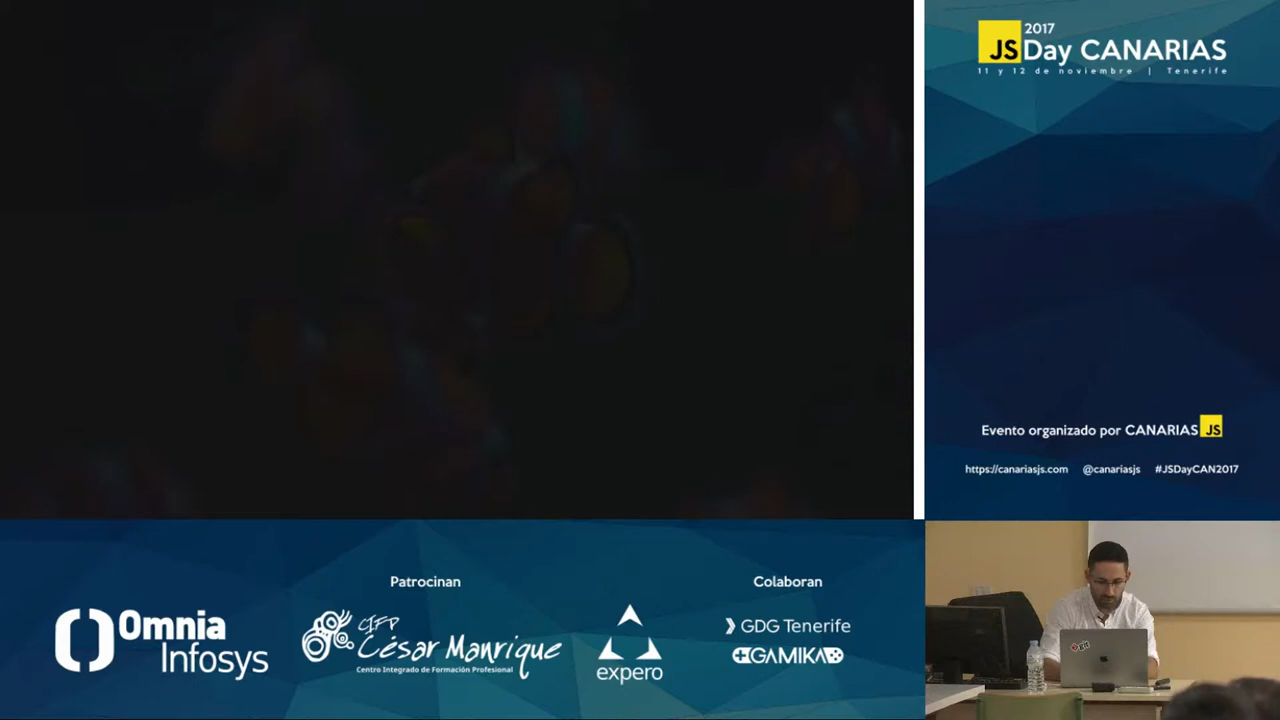 2017
JS Day CANARIAS
11 y 12 de noviembre | Tenerife
Evento organizado por CANARIAS JS
https://canariasjs.com @canariasjs #JSDayCAN2017
Patrocinan
Colaboran
Omnia
Infosys
CIFP
César Manrique
Centro Integrado de Formación Profesional
expero
GDG Tenerife
GAMIKA
git